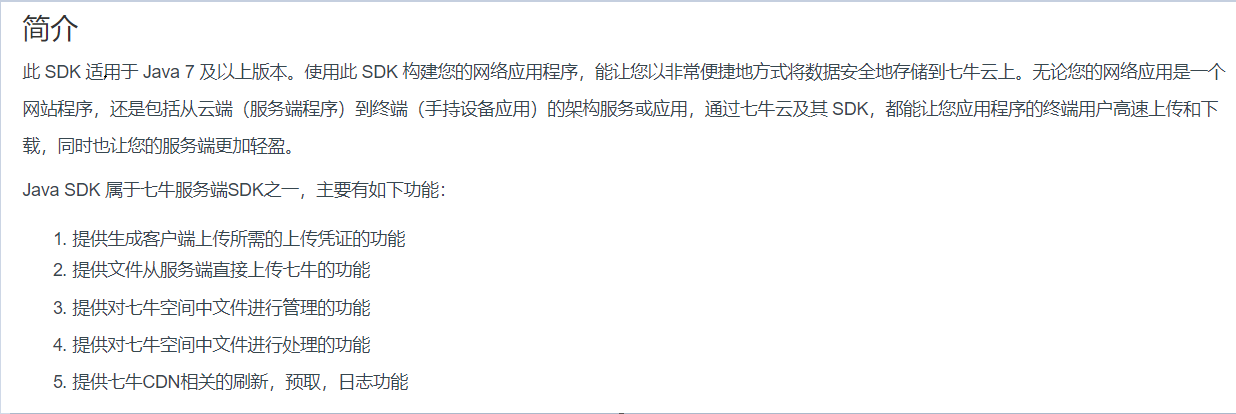 简介
此 SDK 适用于 Java 7 及以上版本。使用此 SDK 构建您的网络应用程序，能让您以非常便捷地方式将数据安全地存储到七牛云上。无论您的网络应用是一个
网站程序，还是包括从云端（服务端程序）到终端（手持设备应用）的架构服务或应用，通过七牛云及其 SDK，都能让您应用程序的终端用户高速上传和下
载，同时也让您的服务端更加轻盈。
Java SDK 属于七牛服务端SDK之一，主要有如下功能：
1. 提供生成客户端上传所需的上传凭证的功能
2. 提供文件从服务端直接上传七牛的功能
3. 提供对七牛空间中文件进行管理的功能
4. 提供对七牛空间中文件进行处理的功能
5. 提供七牛CDN相关的刷新，预取，日志功能